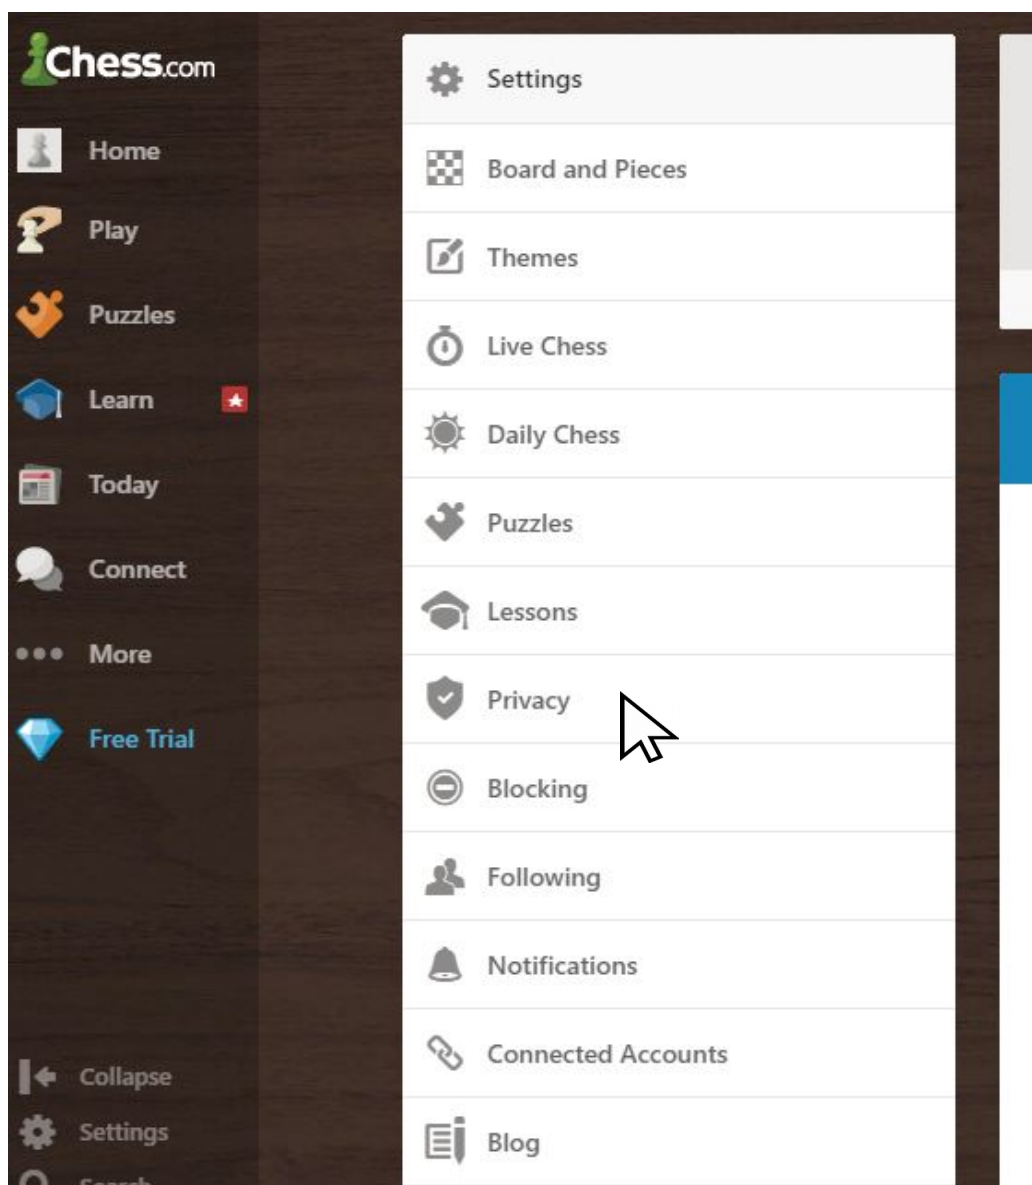 Chess.com
Home
Play
Puzzles
Learn
Today
Connect
More
Free Trial
Collapse
Settings
Search
Settings
Board and Pieces
Themes
Live Chess
Daily Chess
Puzzles
Lessons
Privacy
Blocking
Following
Notifications
Connected Accounts
Blog